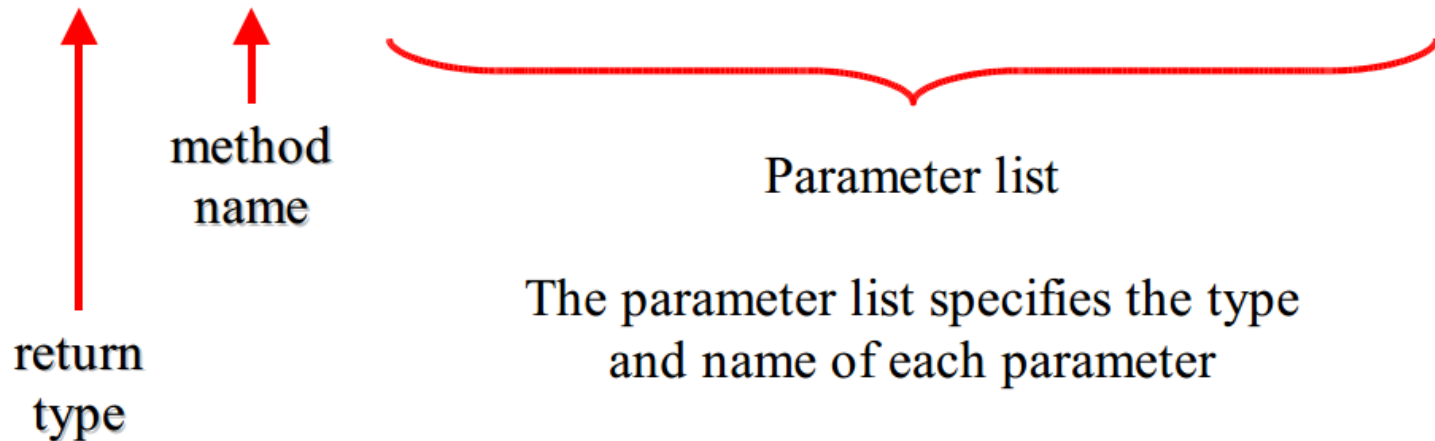 method
name
Parameter list
The parameter list specifies the type
and name of each parameter
return
type